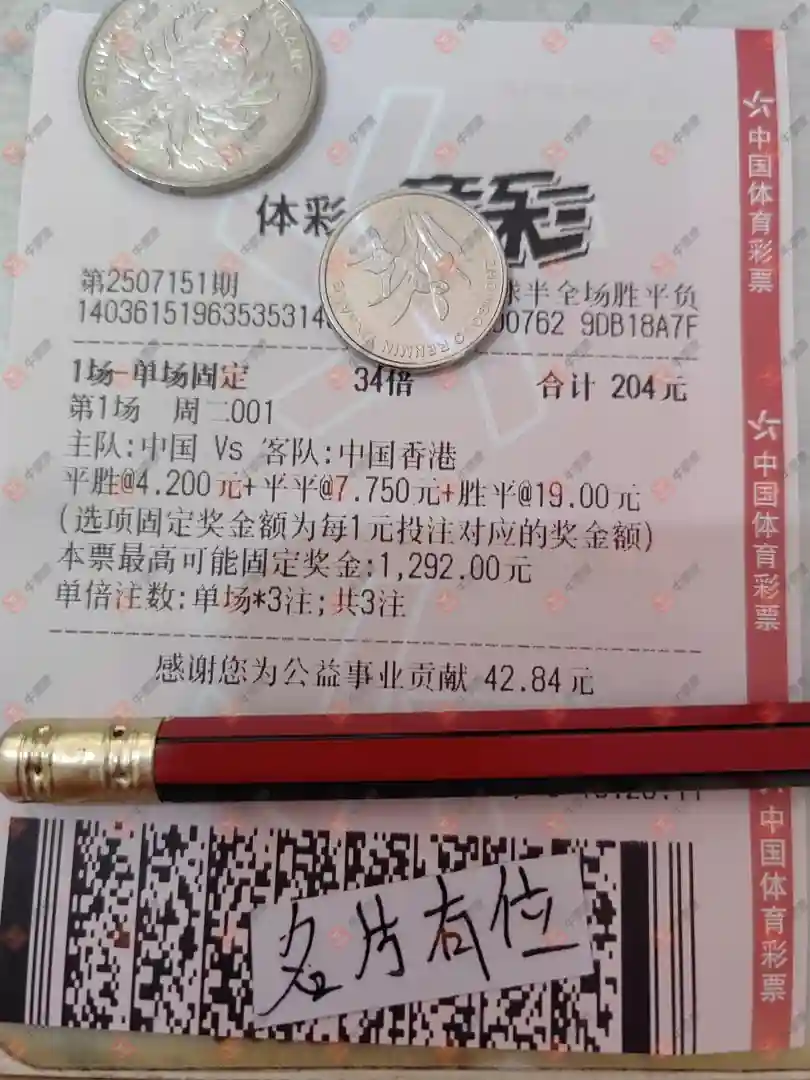 体彩 竞彩
第2507151期
球半全场胜平负
140361519635353140
00762 9DB18A7F
1场-单场固定 34倍 合计 204元
第1场 周二001
主队:中国 Vs 客队:中国香港
平胜@4.200元+平平@7.750元+胜平@19.00元
(选项固定奖金额为每1元投注对应的奖金额)
本票最高可能固定奖金:1,292.00元
单倍注数:单场*3注;共3注
感谢您为公益事业贡献 42.84元
名片有位
中国体育彩票
中国体育彩票
中国体育彩票